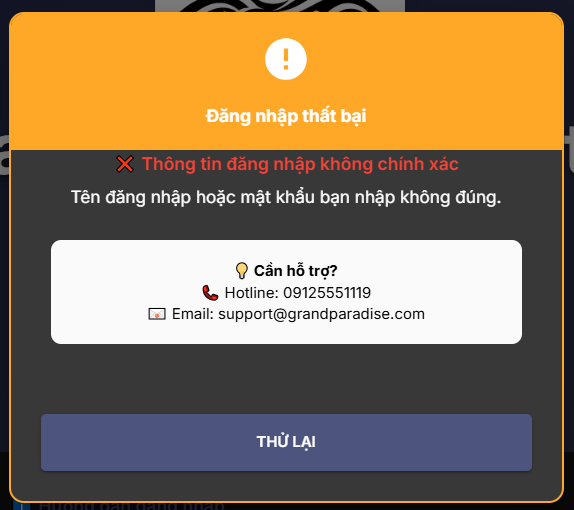 Đăng nhập thất bại
❌ Thông tin đăng nhập không chính xác
Tên đăng nhập hoặc mật khẩu bạn nhập không đúng.
💡 Cần hỗ trợ?
📞 Hotline: 09125551119
📧 Email: support@grandparadise.com
THỬ LẠI